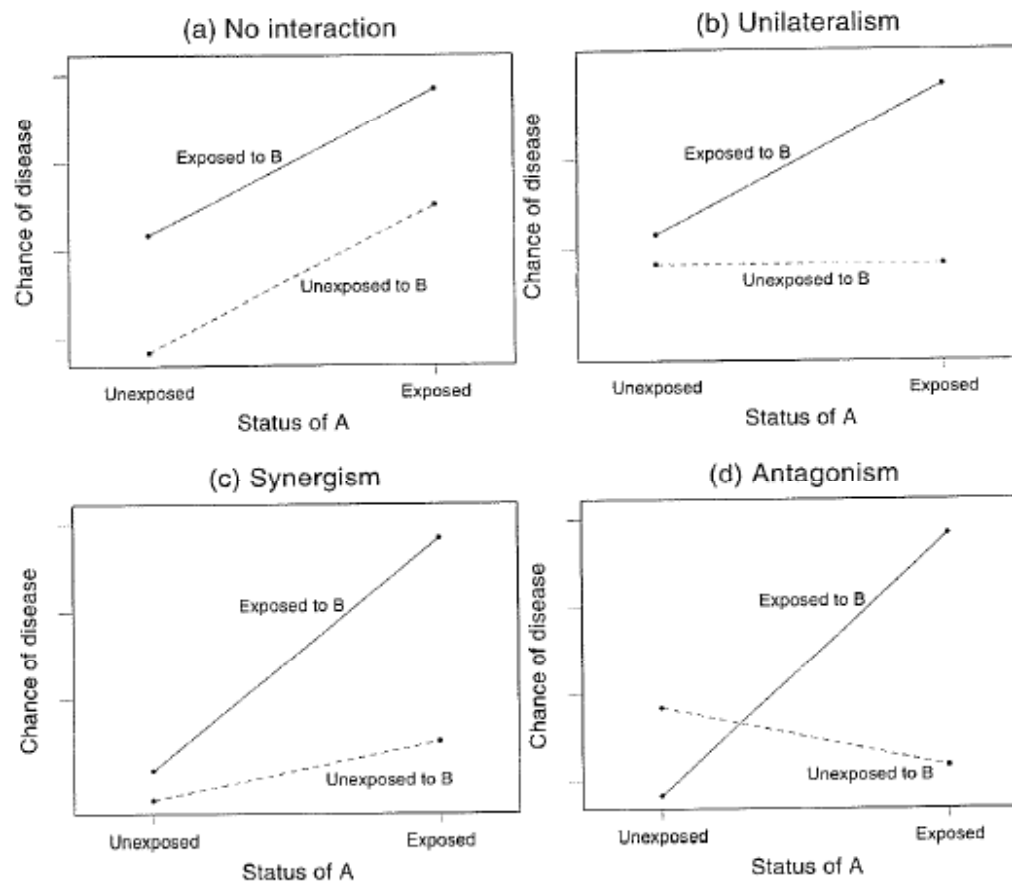 (a) No interaction
Chance of disease
Exposed to B
Unexposed to B
Unexposed
Exposed
Status of A
(b) Unilateralism
Chance of disease
Exposed to B
Unexposed to B
Unexposed
Exposed
Status of A
(c) Synergism
Chance of disease
Exposed to B
Unexposed to B
Unexposed
Exposed
Status of A
(d) Antagonism
Chance of disease
Exposed to B
Unexposed to B
Unexposed
Exposed
Status of A